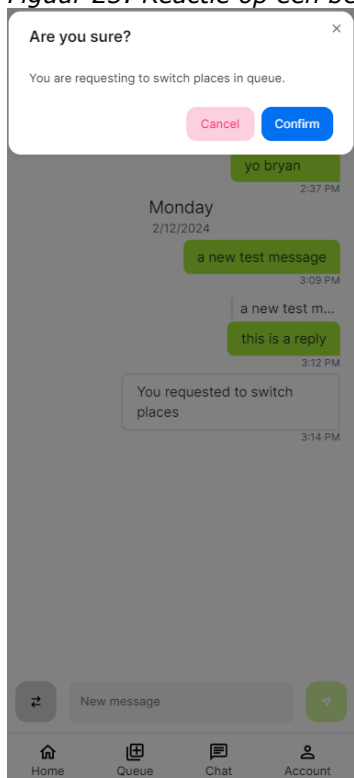 Figuur 23: Reactie op een be
Are you sure?
You are requesting to switch places in queue.
Cancel
Confirm
yo bryan
2:37 PM
Monday
2/12/2024
a new test message
3:09 PM
a new test m...
this is a reply
3:12 PM
You requested to switch
places
3:14 PM
New message
Home
Queue
Chat
Account